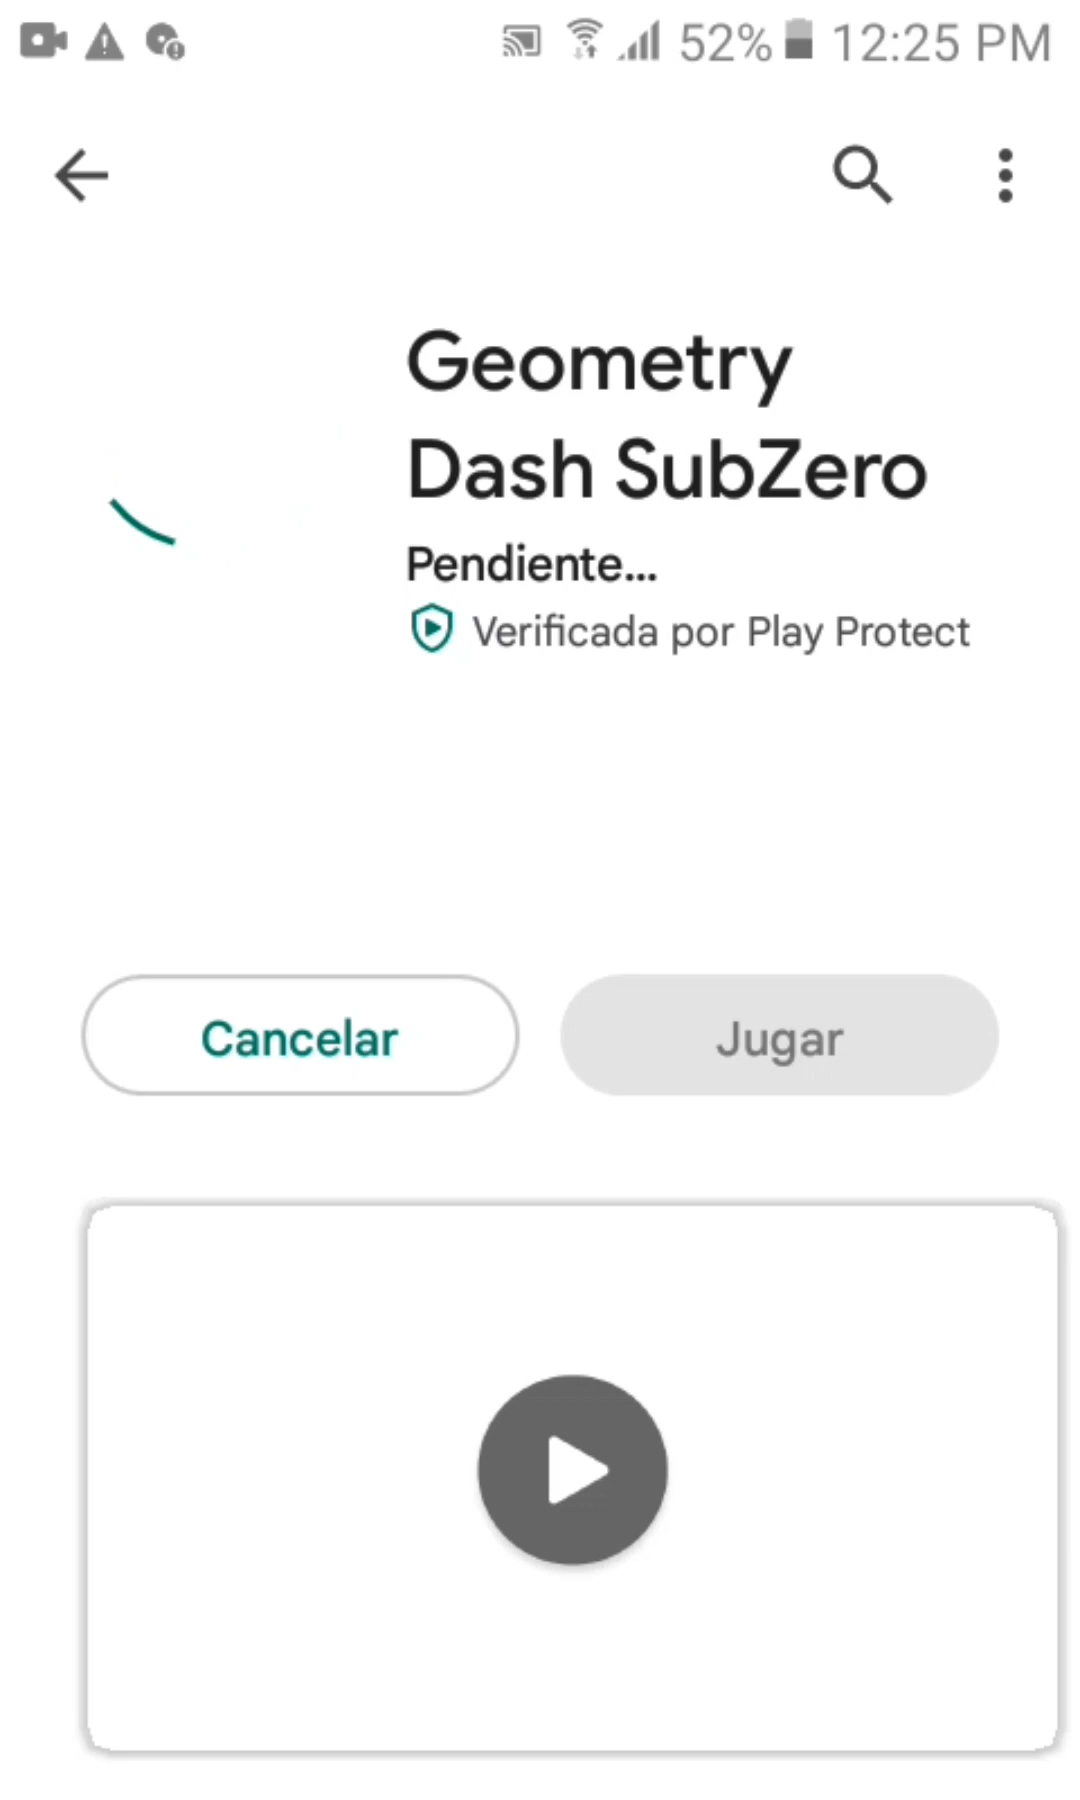 52% 12:25 PM
Geometry
Dash SubZero
Pendiente...
Verificada por Play Protect
Cancelar
Jugar